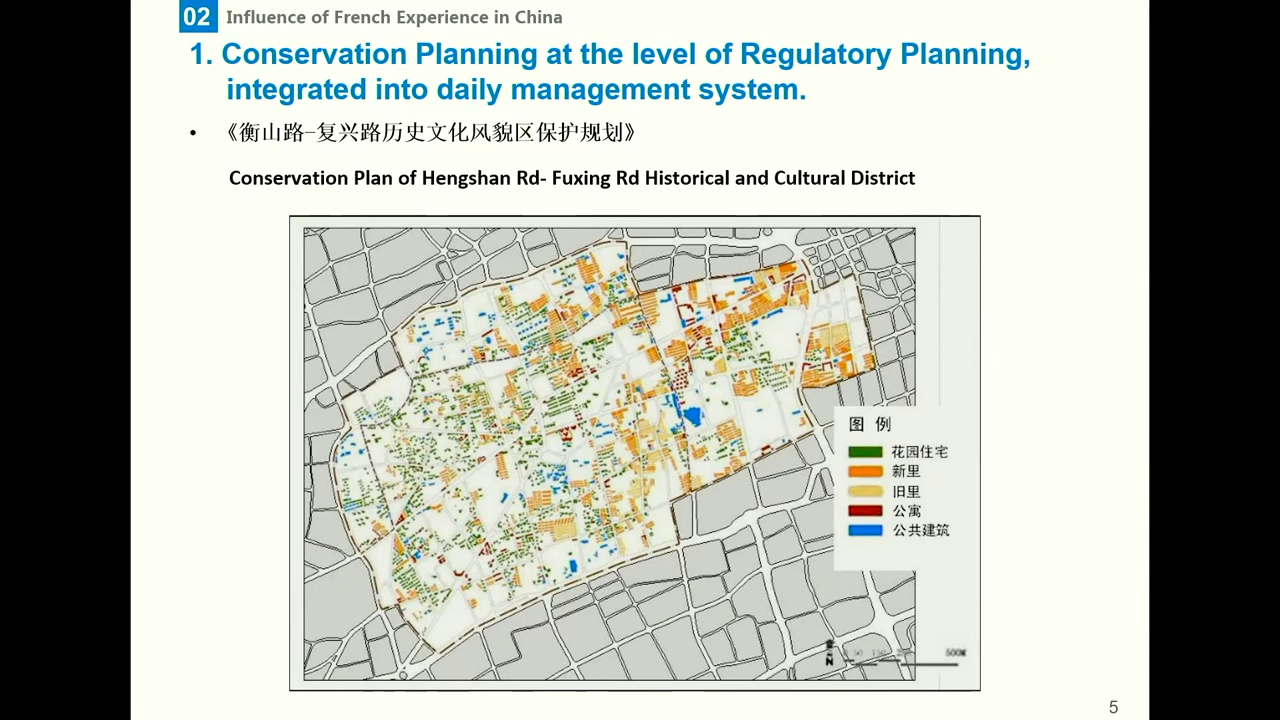 02 Influence of French Experience in China
1. Conservation Planning at the level of Regulatory Planning,
integrated into daily management system.
• 《衡山路-复兴路历史文化风貌区保护规划》
Conservation Plan of Hengshan Rd- Fuxing Rd Historical and Cultural District
图 例
花园住宅
新里
旧里
公寓
公共建筑
N
500M
5